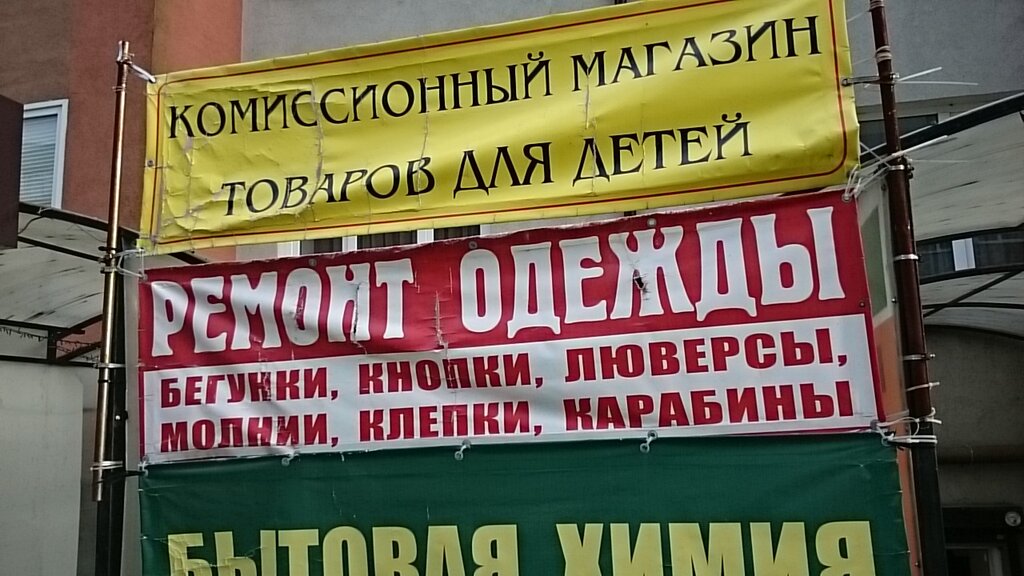 КОМИССИОННЫЙ МАГАЗИН
ТОВАРОВ ДЛЯ ДЕТЕЙ
РЕМОНТ ОДЕЖДЫ
БЕГУНКИ, КНОПКИ, ЛЮВЕРСЫ,
МОЛНИИ, КЛЕПКИ, КАРАБИНЫ
БЫТОВАЯ ХИМИЯ